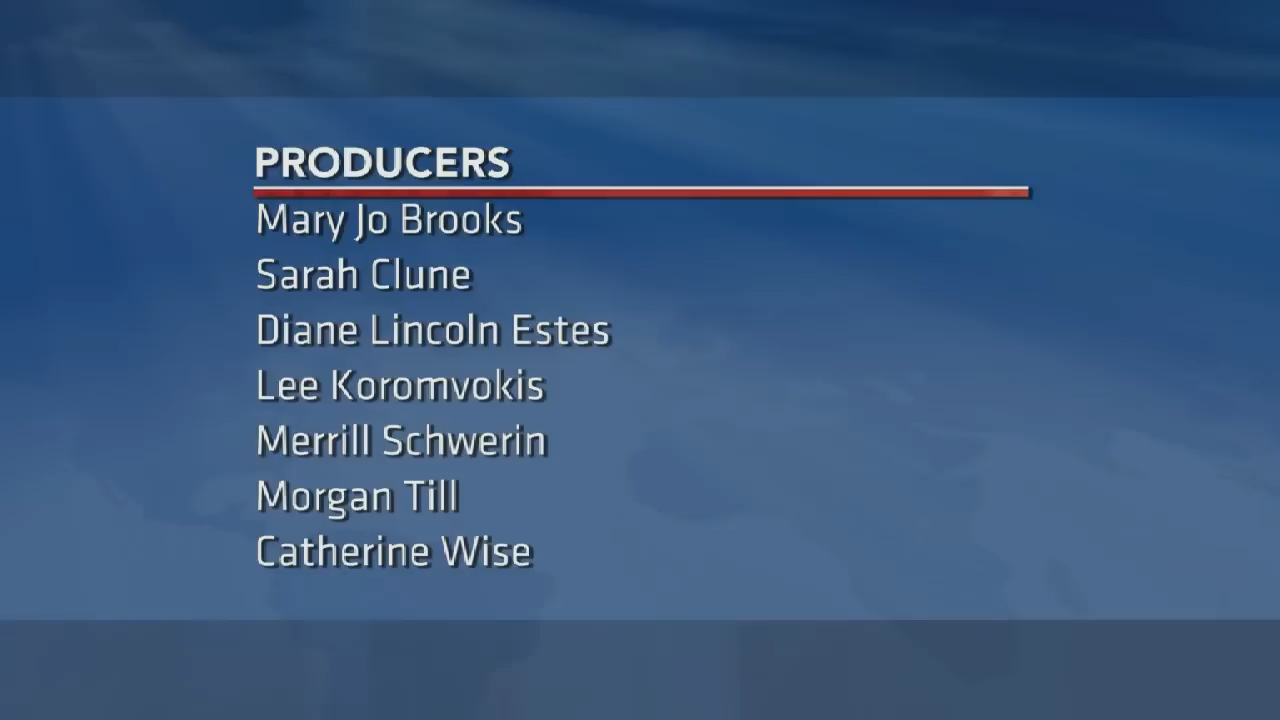 PRODUCERS
Mary Jo Brooks
Sarah Clune
Diane Lincoln Estes
Lee Koromvokis
Merrill Schwerin
Morgan Till
Catherine Wise